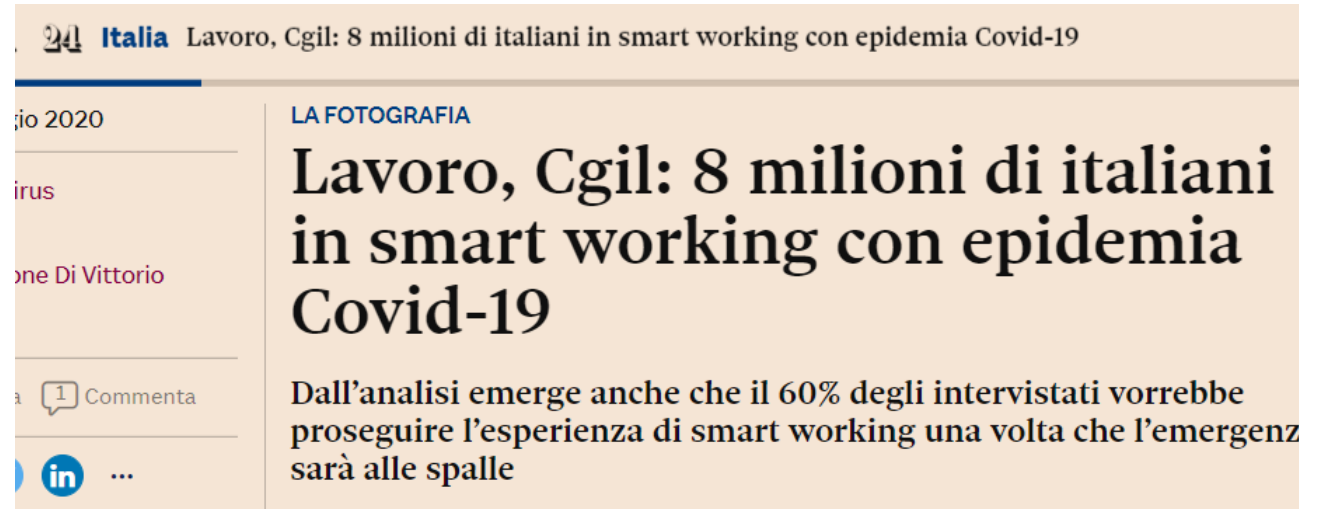 24 Italia Lavoro, Cgil: 8 milioni di italiani in smart working con epidemia Covid-19
gio 2020
irus
one Di Vittorio
1 Commenta
in ...
LA FOTOGRAFIA
Lavoro, Cgil: 8 milioni di italiani
in smart working con epidemia
Covid-19
Dall’analisi emerge anche che il 60% degli intervistati vorrebbe
proseguire l’esperienza di smart working una volta che l’emergenz
sarà alle spalle